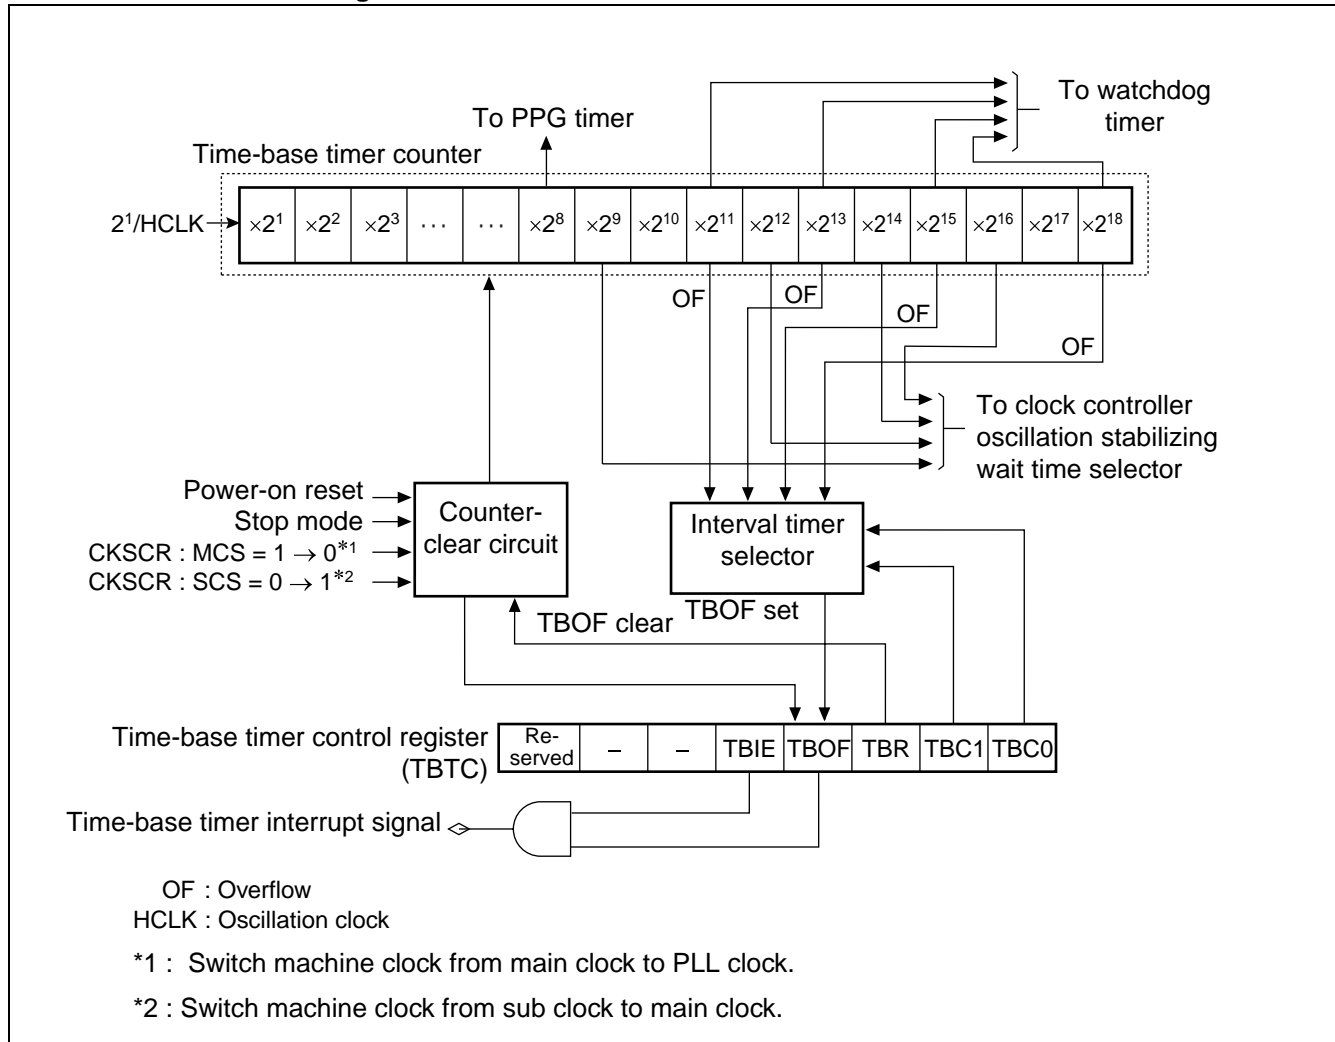 To watchdog
timer
To PPG timer
Time-base timer counter
2¹/HCLK
×2¹ ×2² ×2³ ··· ··· ×2⁸ ×2⁹ ×2¹⁰ ×2¹¹ ×2¹² ×2¹³ ×2¹⁴ ×2¹⁵ ×2¹⁶ ×2¹⁷ ×2¹⁸
OF
OF
OF
OF
To clock controller
oscillation stabilizing
wait time selector
Power-on reset
Stop mode
CKSCR : MCS = 1 → 0*1
CKSCR : SCS = 0 → 1*2
Counter-
clear circuit
Interval timer
selector
TBOF clear
TBOF set
Time-base timer control register
(TBTC)
Re-
served
– – TBIE TBOF TBR TBC1 TBC0
Time-base timer interrupt signal
OF : Overflow
HCLK : Oscillation clock
*1 : Switch machine clock from main clock to PLL clock.
*2 : Switch machine clock from sub clock to main clock.